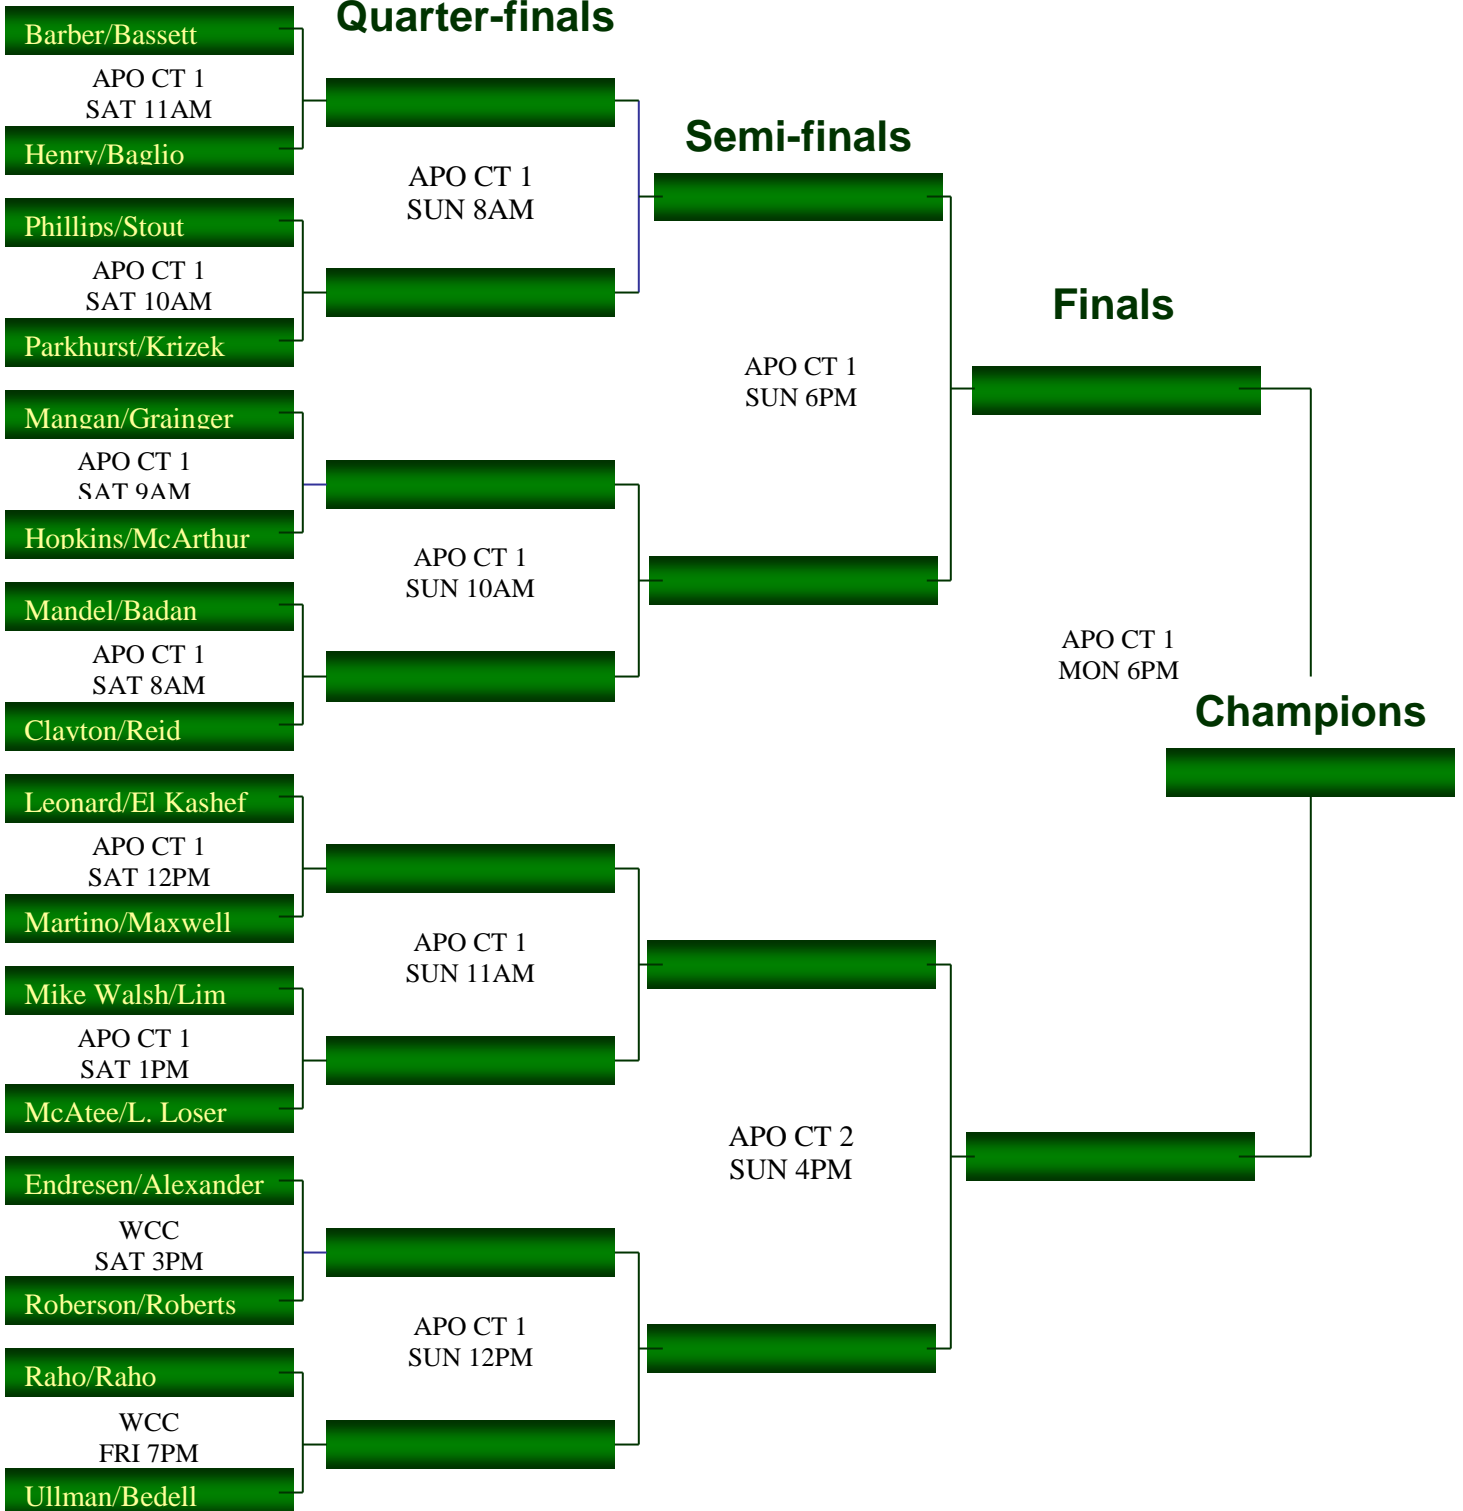 Quarter-finals
Barber/Bassett
APO CT 1
SAT 11AM
Henry/Baglio
APO CT 1
SUN 8AM
Semi-finals
Phillips/Stout
APO CT 1
SAT 10AM
Parkhurst/Krizek
Finals
APO CT 1
SUN 6PM
Mangan/Grainger
APO CT 1
SAT 9AM
Hopkins/McArthur
APO CT 1
SUN 10AM
Mandel/Badan
APO CT 1
SAT 8AM
Clayton/Reid
APO CT 1
MON 6PM
Champions
Leonard/El Kashef
APO CT 1
SAT 12PM
Martino/Maxwell
APO CT 1
SUN 11AM
Mike Walsh/Lim
APO CT 1
SAT 1PM
McAtee/L. Loser
APO CT 2
SUN 4PM
Endresen/Alexander
WCC
SAT 3PM
Roberson/Roberts
APO CT 1
SUN 12PM
Raho/Raho
WCC
FRI 7PM
Ullman/Bedell